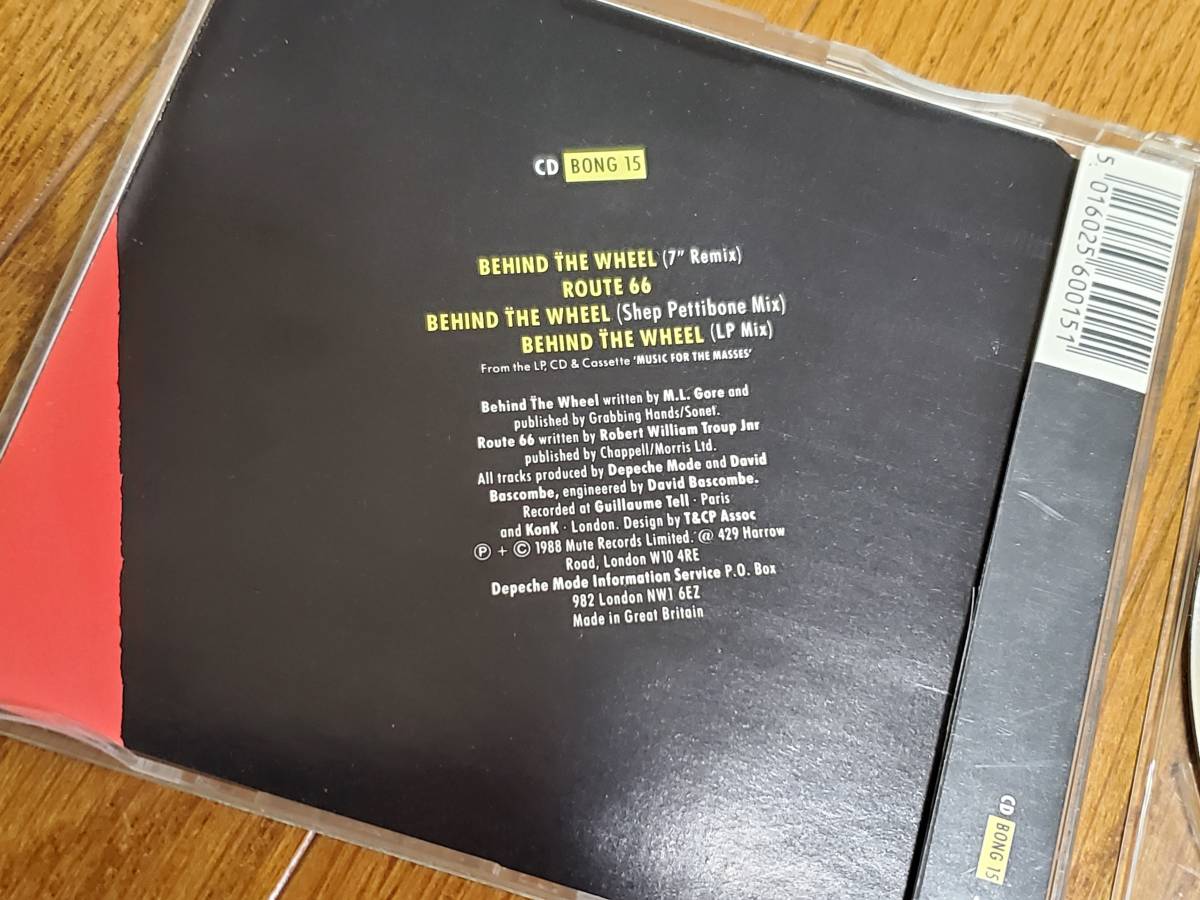 CD BONG 15
BEHIND THE WHEEL (7" Remix)
ROUTE 66
BEHIND THE WHEEL (Shep Pettibone Mix)
BEHIND THE WHEEL (LP Mix)
From the LP, CD & Cassette 'MUSIC FOR THE MASSES'
Behind The Wheel written by M.L. Gore and
published by Grabbing Hands/Sonet.
Route 66 written by Robert William Troup Jnr
published by Chappell/Morris Ltd.
All tracks produced by Depeche Mode and David
Bascombe, engineered by David Bascombe.
Recorded at Guillaume Tell · Paris
and KonK · London. Design by T&CP Assoc
Ⓟ + © 1988 Mute Records Limited. @ 429 Harrow
Road, London W10 4RE
Depeche Mode Information Service P.O. Box
982 London NW1 6EZ
Made in Great Britain
5 016025 600151
CD BONG 15